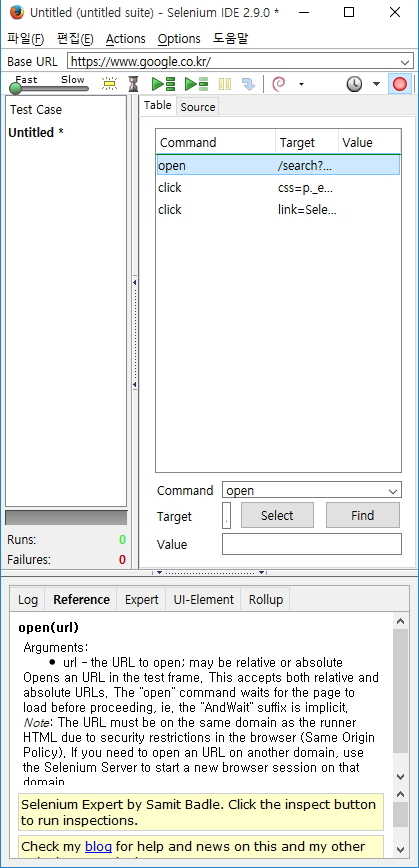 Untitled (untitled suite) - Selenium IDE 2.9.0 *
파일(F) 편집(E) Actions Options 도움말
Base URL https://www.google.co.kr/
Fast Slow
Test Case
Table Source
Untitled *
Command Target Value
open /search?...
click css=p._e...
click link=Sele...
Command open
Target . Select Find
Value
Runs: 0
Failures: 0
Log Reference Expert UI-Element Rollup
open(url)
Arguments:
• url - the URL to open; may be relative or absolute
Opens an URL in the test frame. This accepts both relative and
absolute URLs. The "open" command waits for the page to
load before proceeding, ie. the "AndWait" suffix is implicit.
Note: The URL must be on the same domain as the runner
HTML due to security restrictions in the browser (Same Origin
Policy). If you need to open an URL on another domain, use
the Selenium Server to start a new browser session on that
domain
Selenium Expert by Samit Badle. Click the inspect button
to run inspections.
Check my blog for help and news on this and my other